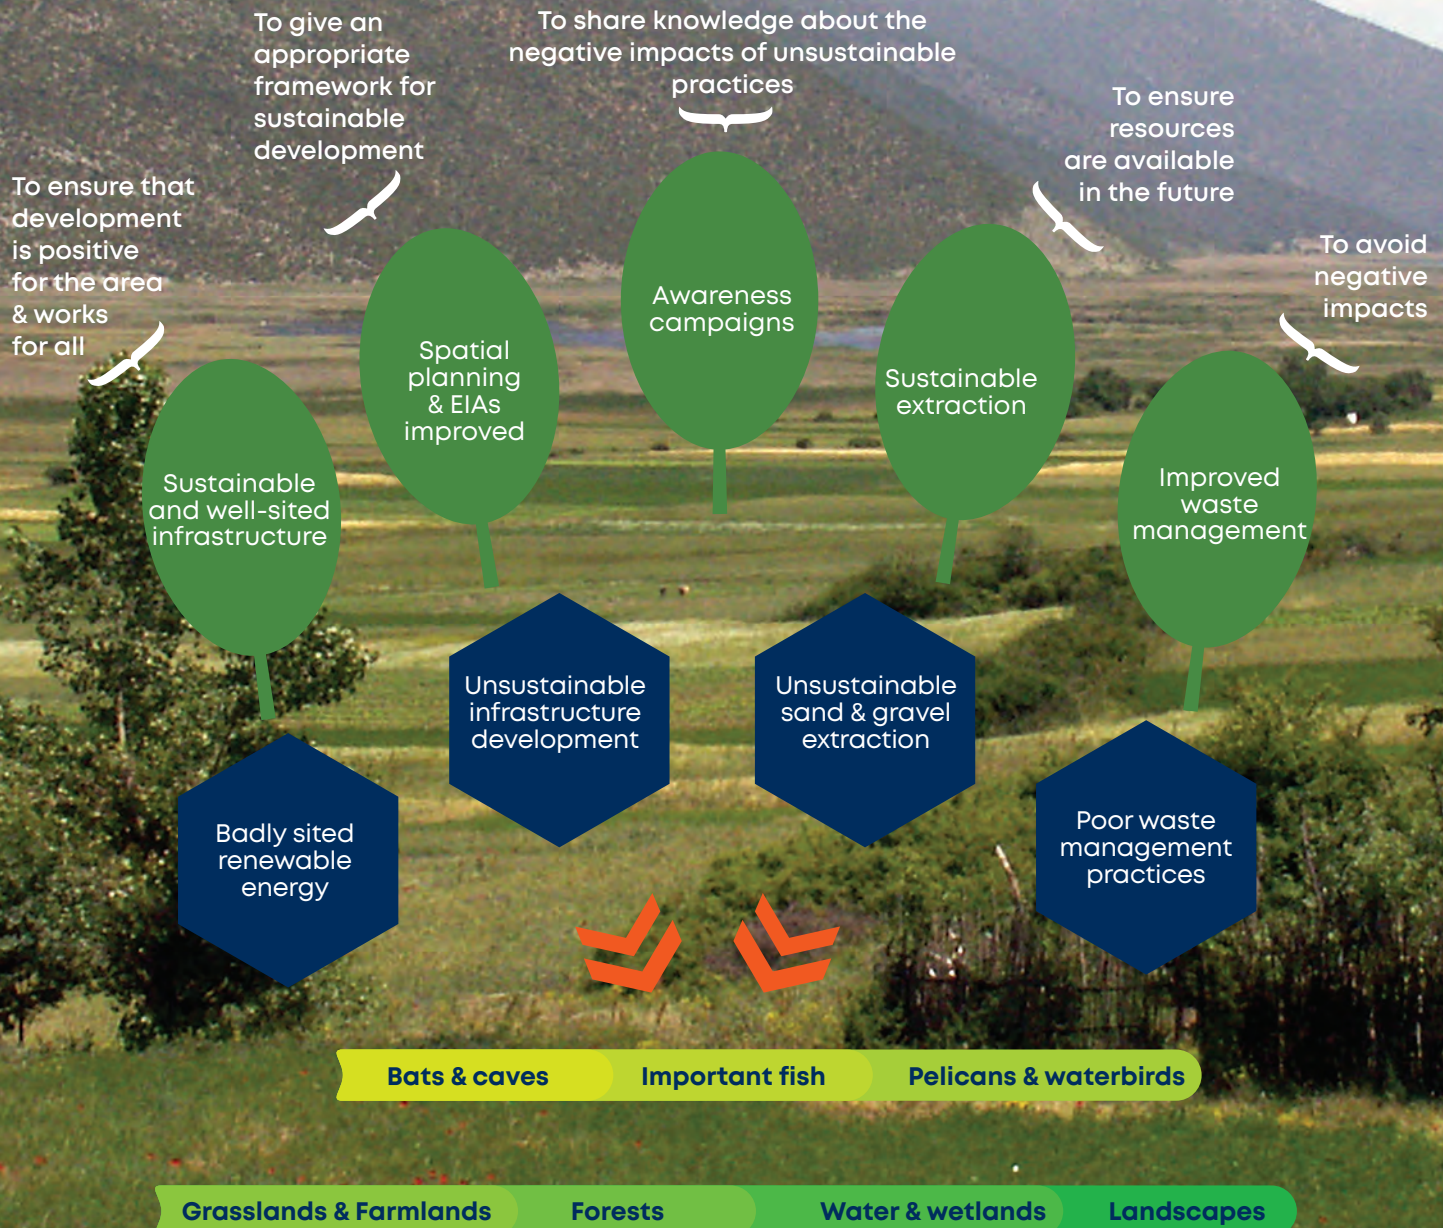 To give an
appropriate
framework for
sustainable
development
To share knowledge about the
negative impacts of unsustainable
practices
To ensure
resources
are available
in the future
To ensure that
development
is positive
for the area
& works
for all
To avoid
negative
impacts
Awareness
campaigns
Spatial
planning
& EIAs
improved
Sustainable
extraction
Sustainable
and well-sited
infrastructure
Improved
waste
management
Unsustainable
infrastructure
development
Unsustainable
sand & gravel
extraction
Badly sited
renewable
energy
Poor waste
management
practices
Bats & caves
Important fish
Pelicans & waterbirds
Grasslands & Farmlands
Forests
Water & wetlands
Landscapes